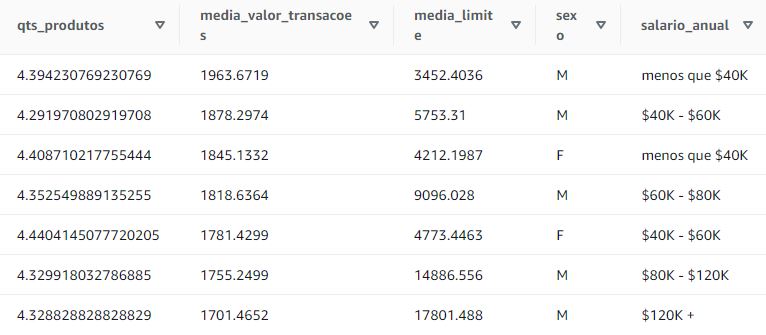 qts_produtos media_valor_transacoe
s media_limit
e sex
o salario_anual
4.394230769230769 1963.6719 3452.4036 M menos que $40K
4.291970802919708 1878.2974 5753.31 M $40K - $60K
4.408710217755444 1845.1332 4212.1987 F menos que $40K
4.352549889135255 1818.6364 9096.028 M $60K - $80K
4.4404145077720205 1781.4299 4773.4463 F $40K - $60K
4.329918032786885 1755.2499 14886.556 M $80K - $120K
4.328828828828829 1701.4652 17801.488 M $120K +